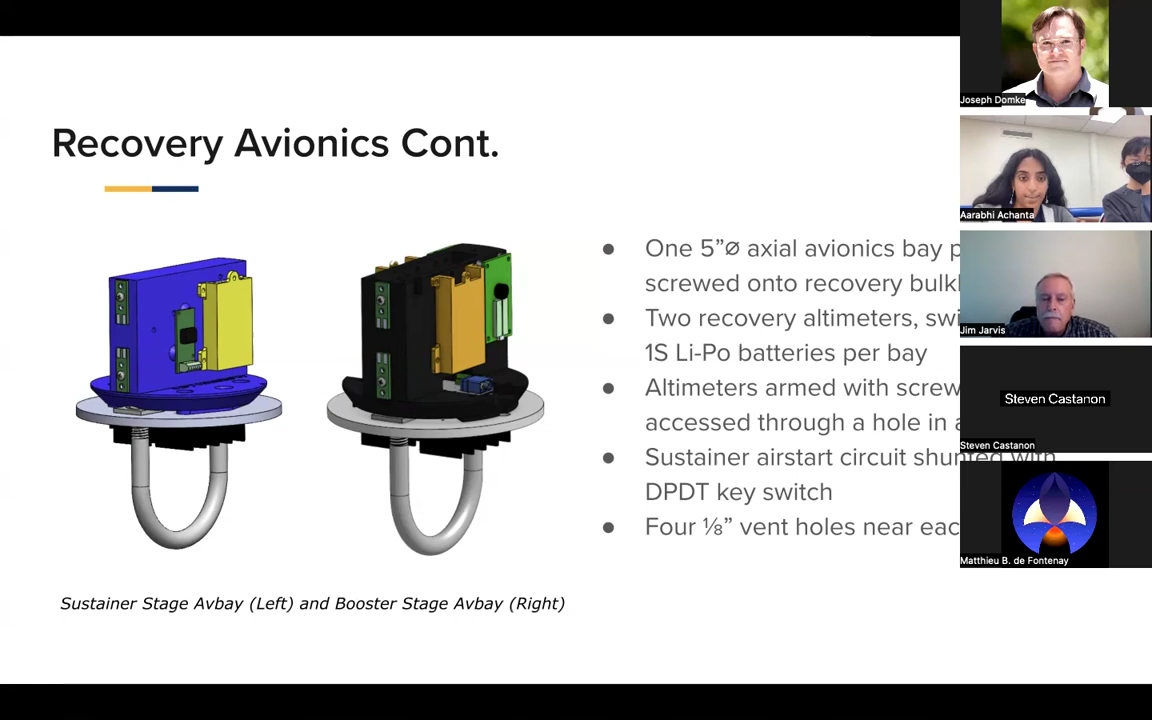 Recovery Avionics Cont.
● One 5”⌀ axial avionics bay
screwed onto recovery
● Two recovery altimeters,
1S Li-Po batteries per bay
● Altimeters armed with screw
accessed through a hole in
● Sustainer airstart circuit shunted with
DPDT key switch
● Four ⅛” vent holes near
Sustainer Stage Avbay (Left) and Booster Stage Avbay (Right)
Joseph Domke
Aarabhi Achanta
Jim Jarvis
Steven Castanon
Steven Castanon
Matthieu B. de Fontenay